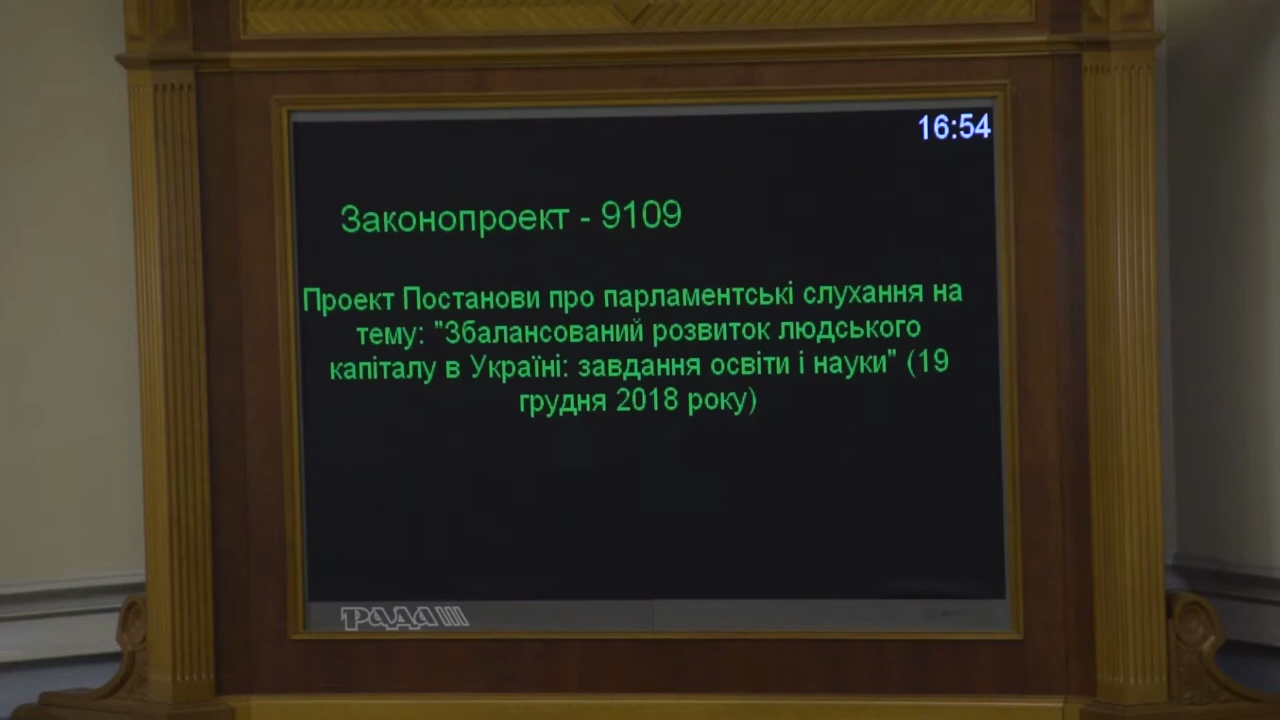 16:54
Законопроект - 9109
Проект Постанови про парламентські слухання на
тему: "Збалансований розвиток людського
капіталу в Україні: завдання освіти і науки" (19
грудня 2018 року)
РАДА